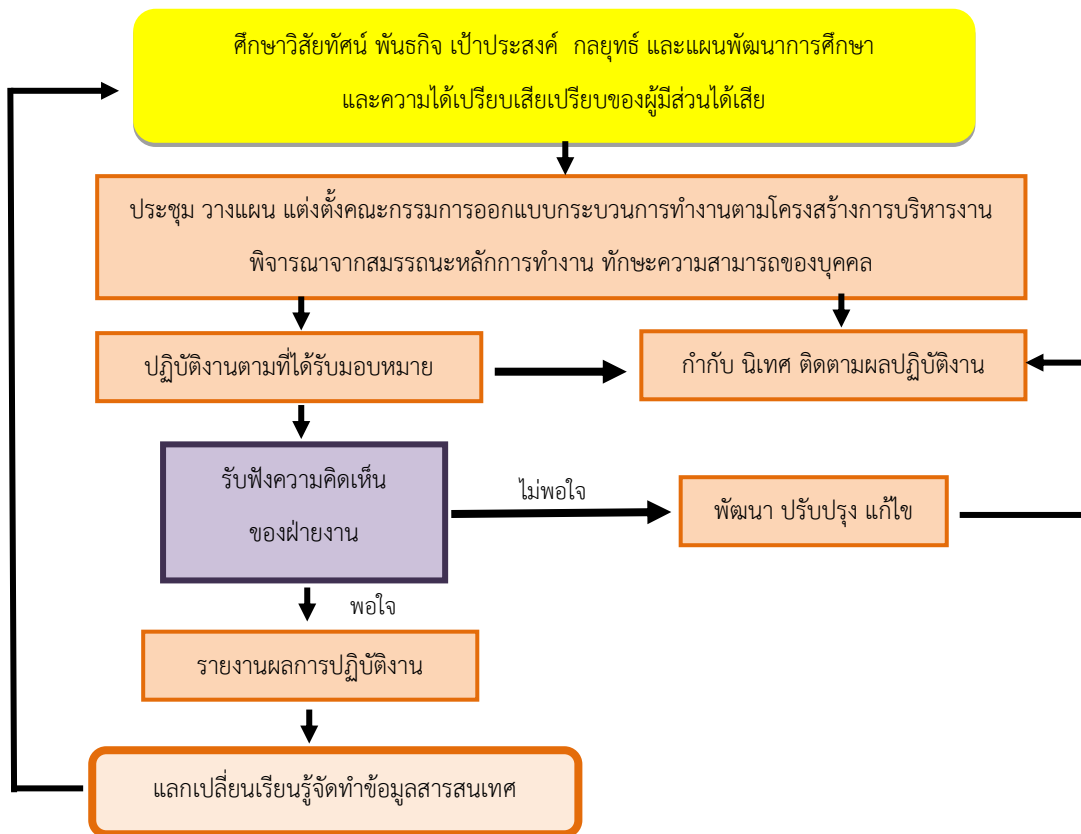 ศึกษาวิสัยทัศน์ พันธกิจ เป้าประสงค์ กลยุทธ์ และแผนพัฒนาการศึกษา
และความได้เปรียบเสียเปรียบของผู้มีส่วนได้เสีย
ประชุม วางแผน แต่งตั้งคณะกรรมการออกแบบกระบวนการทำงานตามโครงสร้างการบริหารงาน
พิจารณาจากสมรรถนะหลักการทำงาน ทักษะความสามารถของบุคคล
ปฏิบัติงานตามที่ได้รับมอบหมาย
กำกับ นิเทศ ติดตามผลปฏิบัติงาน
รับฟังความคิดเห็น
ของฝ่ายงาน
ไม่พอใจ
พัฒนา ปรับปรุง แก้ไข
พอใจ
รายงานผลการปฏิบัติงาน
แลกเปลี่ยนเรียนรู้จัดทำข้อมูลสารสนเทศ